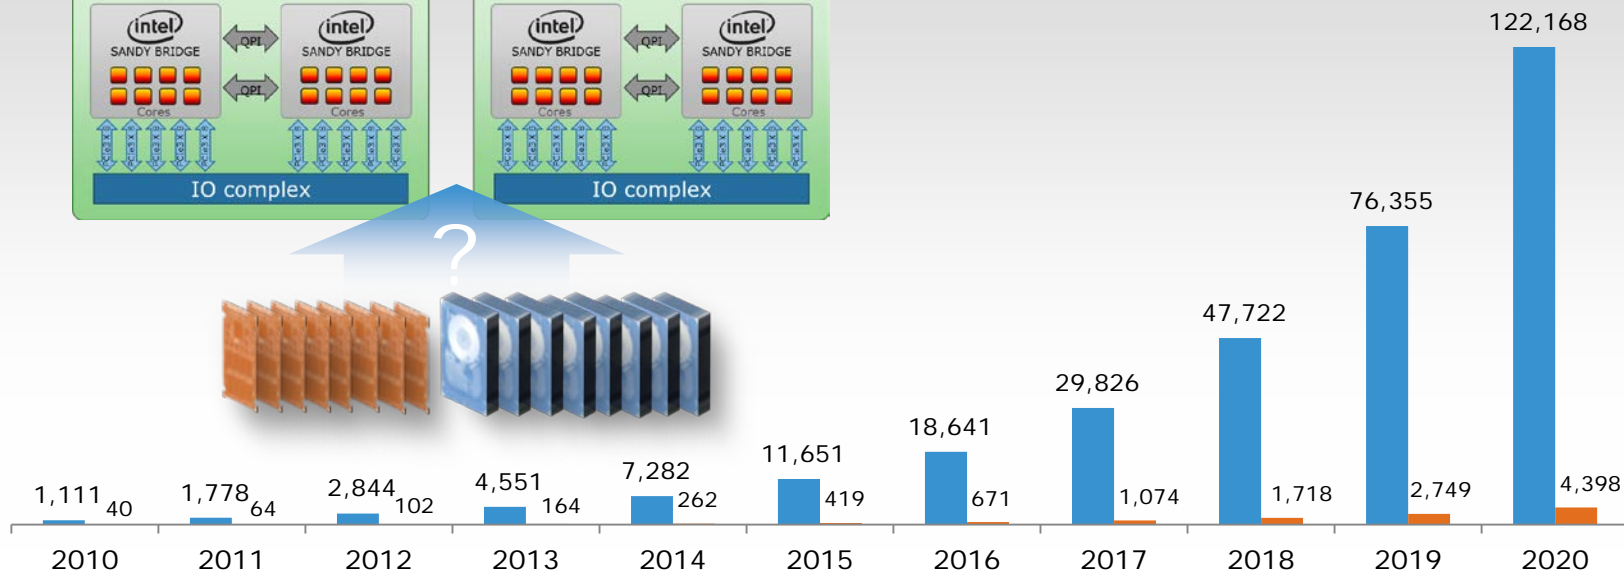 intel
SANDY BRIDGE
Cores
QPI
QPI
intel
SANDY BRIDGE
Cores
IO complex
intel
SANDY BRIDGE
Cores
QPI
QPI
intel
SANDY BRIDGE
Cores
IO complex
?
1,111
40
1,778
64
2,844
102
4,551
164
7,282
262
11,651
419
18,641
671
29,826
1,074
47,722
1,718
76,355
2,749
122,168
4,398
2010 2011 2012 2013 2014 2015 2016 2017 2018 2019 2020